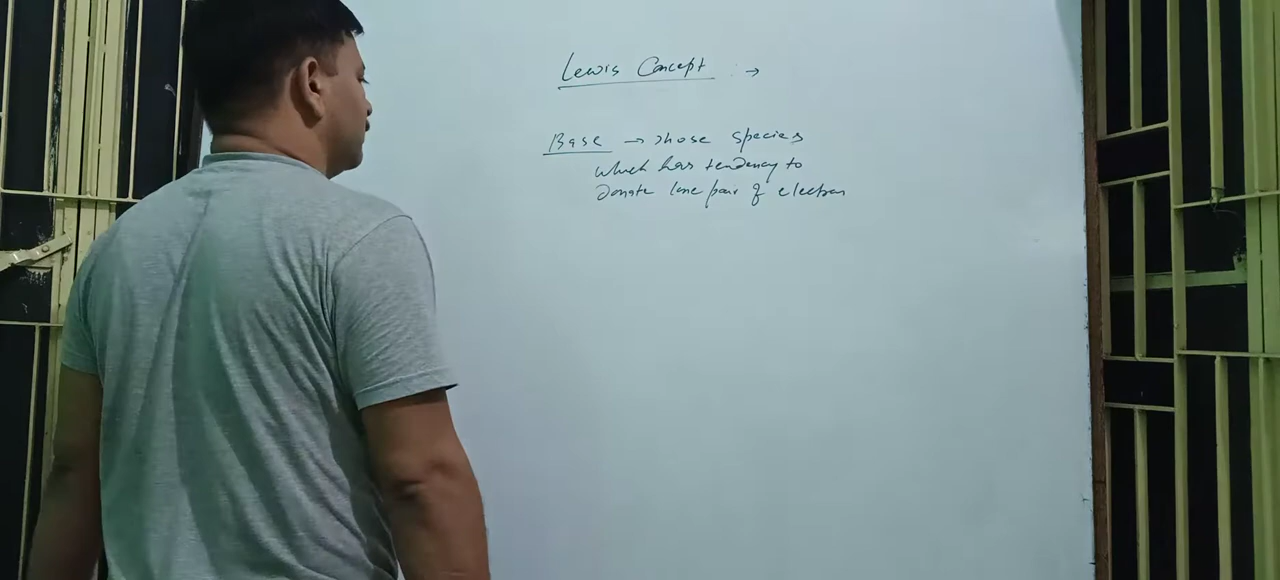 Lewis Concept : →
Base → those species
which has tendency to
Donate lone pair of electron